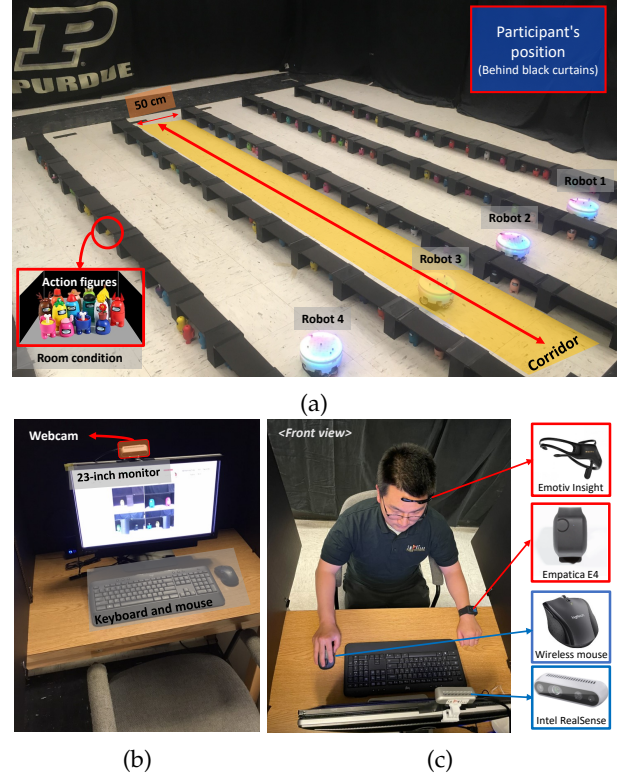 P
PURDUE
Participant's
position
(Behind black curtains)
50 cm
Robot 1
Robot 2
Robot 3
Robot 4
Action figures
Room condition
Corridor
(a)
Webcam
23-inch monitor
Keyboard and mouse
(b)
<Front view>
Emotiv Insight
Empatica E4
logitech
Wireless mouse
Intel RealSense
(c)